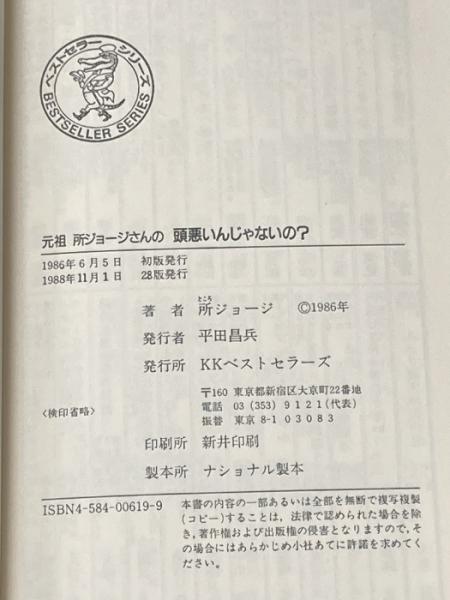 ベストセラーシリーズ
BESTSELLER SERIES
元祖 所ジョージさんの 頭悪いんじゃないの?
1986年6月5日 初版発行
1988年11月1日 28版発行
ところ
著者 所ジョージ ©1986年
発行者 平田昌兵
発行所 KKベストセラーズ
〒160 東京都新宿区大京町22番地
電話 03 (353) 9121(代表)
〈検印省略〉
振替 東京 8-1 03083
印刷所 新井印刷
製本所 ナショナル製本
ISBN4-584-00619-9
本書の内容の一部あるいは全部を無断で複写複製
(コピー)することは,法律で認められた場合を除
き,著作権および出版権の侵害となりますので,そ
の場合にはあらかじめ小社あてに許諾を求めてく
ださい。